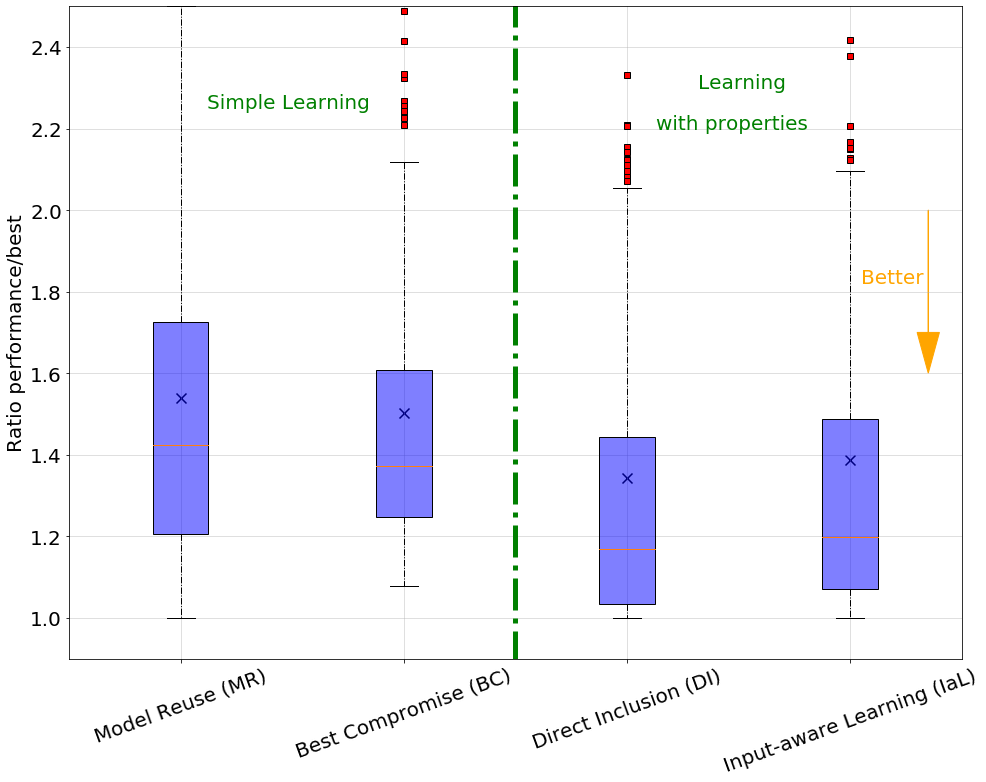 Ratio performance/best
2.4
2.2
2.0
1.8
1.6
1.4
1.2
1.0
Simple Learning
Learning
with properties
Better
Model Reuse (MR)
Best Compromise (BC)
Direct Inclusion (DI)
Input-aware Learning (IaL)